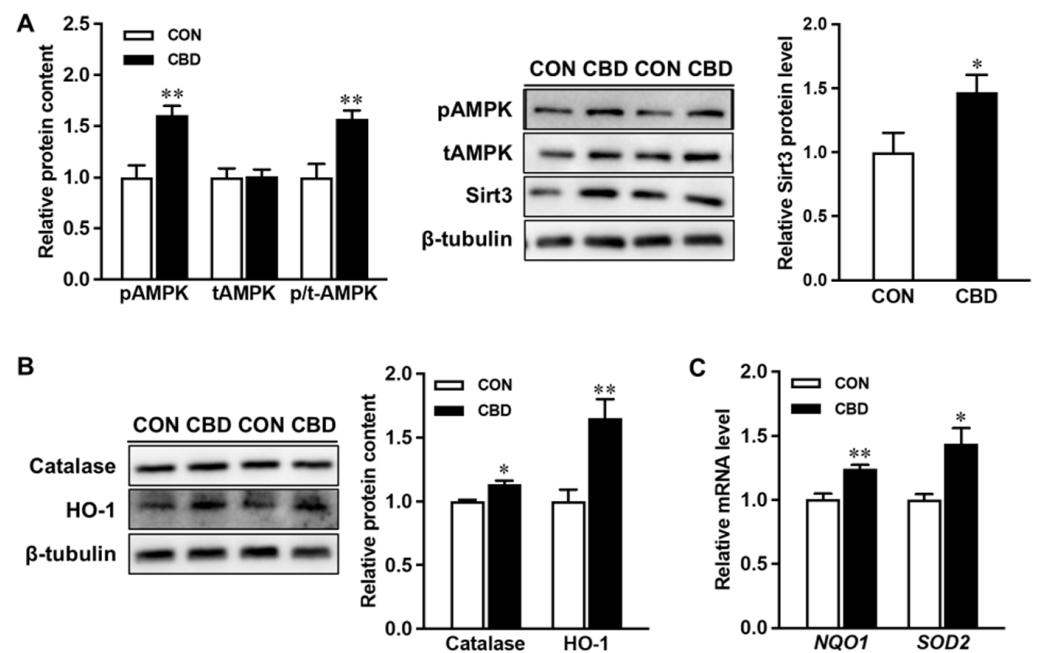 A
2.5
2.0
1.5
1.0
0.5
0.0
Relative protein content
CON
CBD
**
**
pAMPK tAMPK p/t-AMPK
CON CBD CON CBD
pAMPK
tAMPK
Sirt3
β-tubulin
2.0
1.5
1.0
0.5
0.0
Relative Sirt3 protein level
*
CON CBD
B
CON CBD CON CBD
Catalase
HO-1
β-tubulin
2.0
1.5
1.0
0.5
0.0
Relative protein content
CON
CBD
*
**
Catalase HO-1
C
2.0
1.5
1.0
0.5
0.0
Relative mRNA level
CON
CBD
**
*
NQO1 SOD2